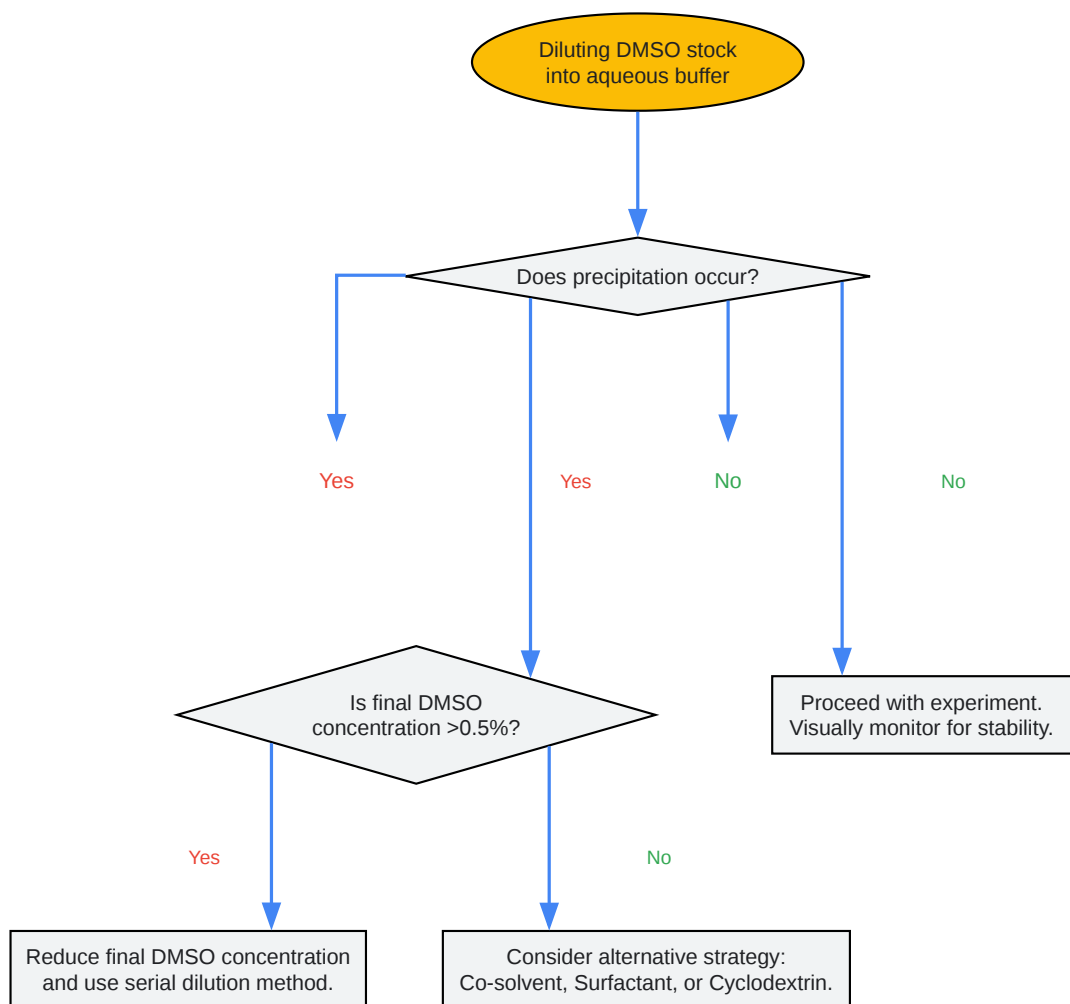 Diluting DMSO stock
into aqueous buffer
Does precipitation occur?
Yes
Yes
No
No
Is final DMSO
concentration >0.5%?
Proceed with experiment.
Visually monitor for stability.
Yes
No
Reduce final DMSO concentration
and use serial dilution method.
Consider alternative strategy:
Co-solvent, Surfactant, or Cyclodextrin.